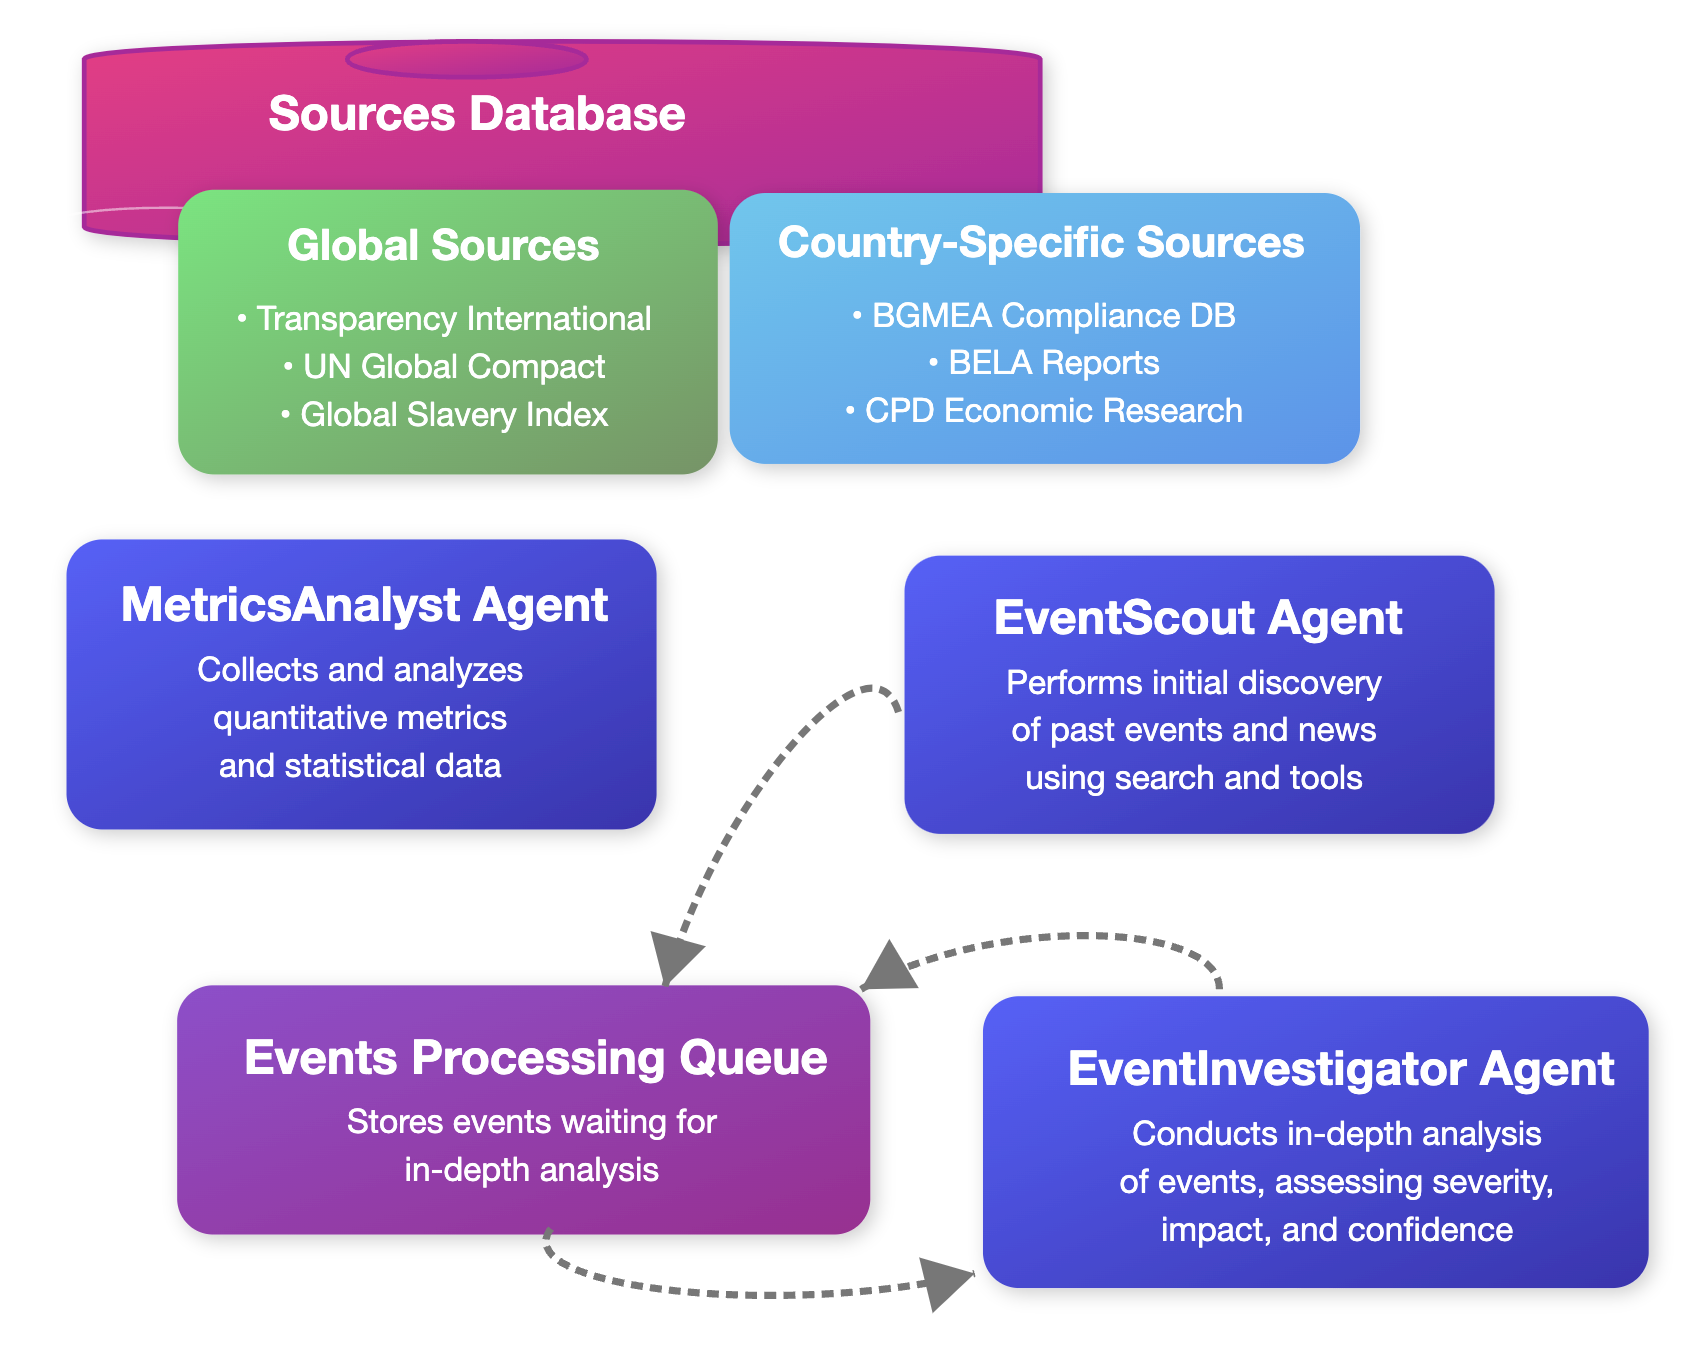 Sources Database
Global Sources
• Transparency International
• UN Global Compact
• Global Slavery Index
Country-Specific Sources
• BGMEA Compliance DB
• BELA Reports
• CPD Economic Research
MetricsAnalyst Agent
Collects and analyzes
quantitative metrics
and statistical data
EventScout Agent
Performs initial discovery
of past events and news
using search and tools
Events Processing Queue
Stores events waiting for
in-depth analysis
EventInvestigator Agent
Conducts in-depth analysis
of events, assessing severity,
impact, and confidence